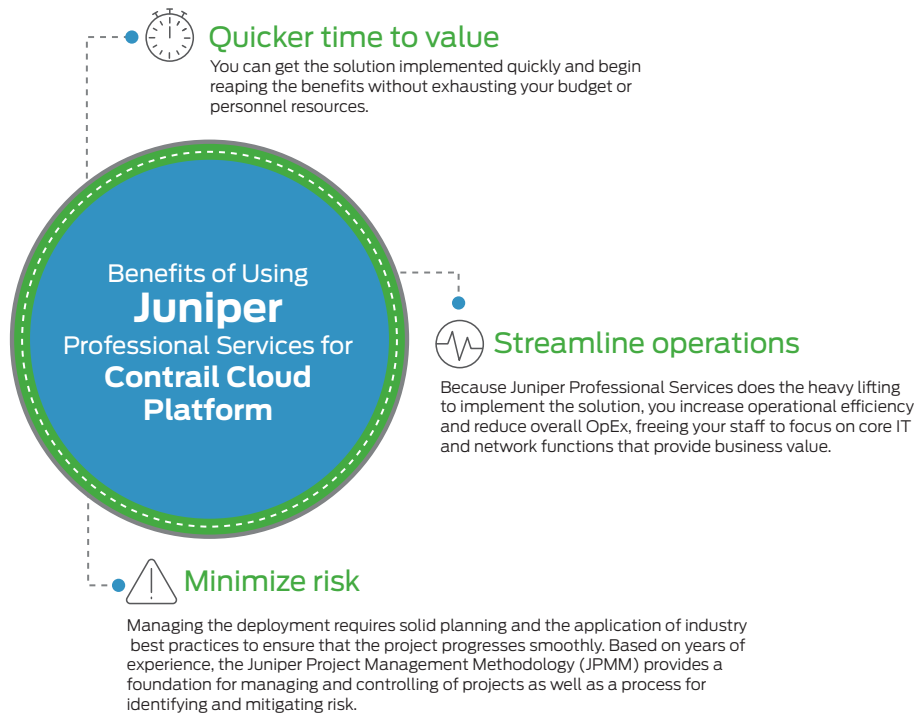 Quicker time to value
You can get the solution implemented quickly and begin
reaping the benefits without exhausting your budget or
personnel resources.
Benefits of Using
Juniper
Professional Services for
Contrail Cloud
Platform
Streamline operations
Because Juniper Professional Services does the heavy lifting
to implement the solution, you increase operational efficiency
and reduce overall OpEx, freeing your staff to focus on core IT
and network functions that provide business value.
Minimize risk
Managing the deployment requires solid planning and the application of industry
best practices to ensure that the project progresses smoothly. Based on years of
experience, the Juniper Project Management Methodology (JPMM) provides a
foundation for managing and controlling of projects as well as a process for
identifying and mitigating risk.